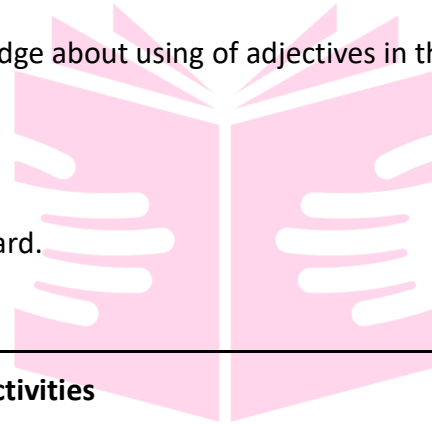 dge about using of adjectives in th
ard.
ctivities